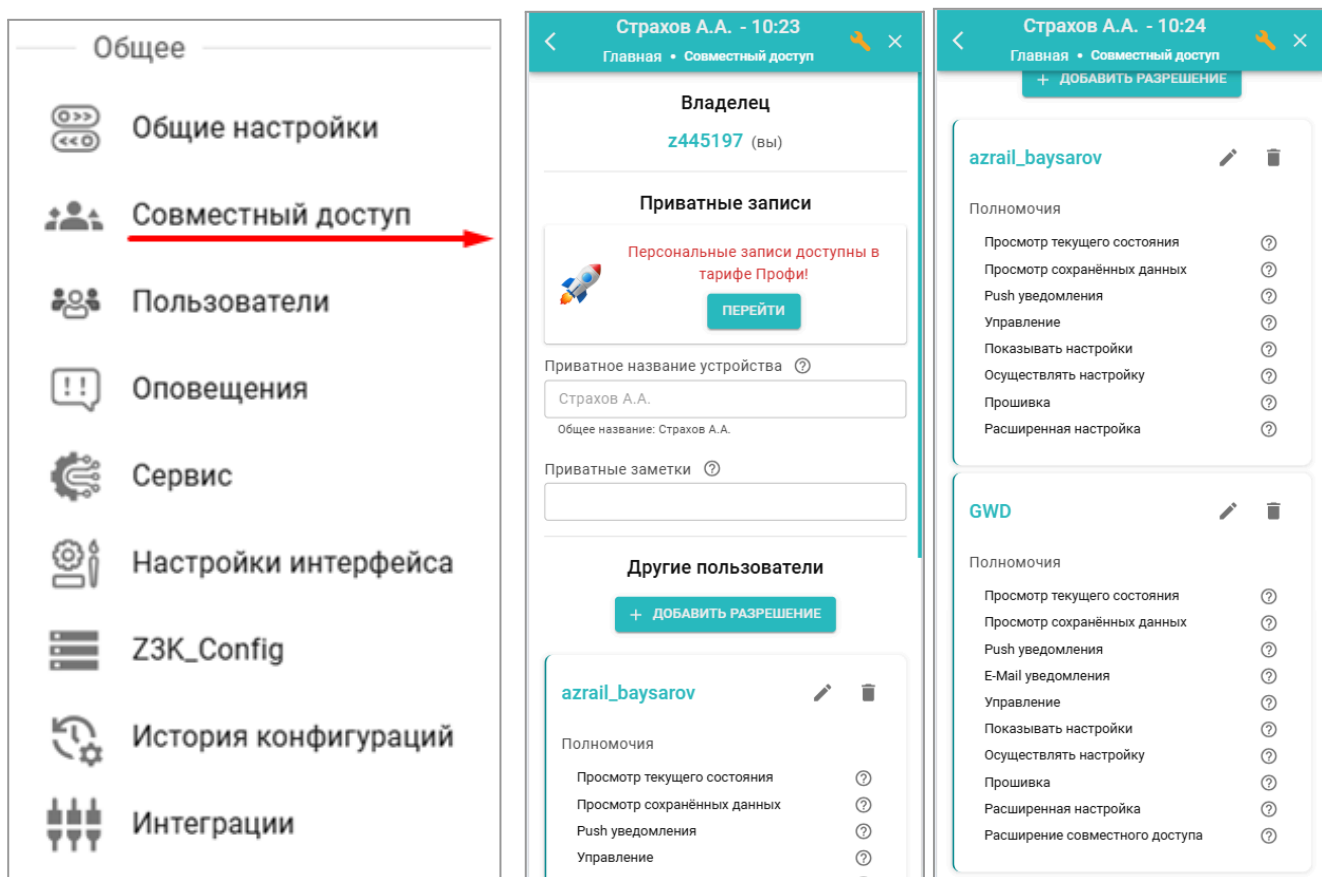 Общее
Общие настройки
Совместный доступ
Пользователи
Оповещения
Сервис
Настройки интерфейса
Z3K_Config
История конфигураций
Интеграции
Страхов А.А. - 10:23
Главная • Совместный доступ
Владелец
z445197 (вы)
Приватные записи
Персональные записи доступны в
тарифе Профи!
ПЕРЕЙТИ
Приватное название устройства
Страхов А.А.
Общее название: Страхов А.А.
Приватные заметки
Другие пользователи
+ ДОБАВИТЬ РАЗРЕШЕНИЕ
azrail_baysarov
Полномочия
Просмотр текущего состояния
Просмотр сохранённых данных
Push уведомления
Управление
Страхов А.А. - 10:24
Главная • Совместный доступ
+ ДОБАВИТЬ РАЗРЕШЕНИЕ
azrail_baysarov
Полномочия
Просмотр текущего состояния
Просмотр сохранённых данных
Push уведомления
Управление
Показывать настройки
Осуществлять настройку
Прошивка
Расширенная настройка
GWD
Полномочия
Просмотр текущего состояния
Просмотр сохранённых данных
Push уведомления
E-Mail уведомления
Управление
Показывать настройки
Осуществлять настройку
Прошивка
Расширенная настройка
Расширение совместного доступа